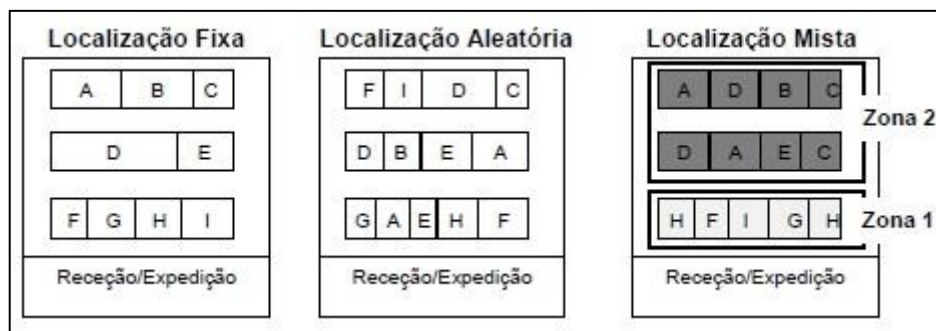 Localização Fixa
A B C
D E
F G H I
Receção/Expedição
Localização Aleatória
F I D C
D B E A
G A E H F
Receção/Expedição
Localização Mista
A D B C
Zona 2
D A E C
H F I G H
Zona 1
Receção/Expedição